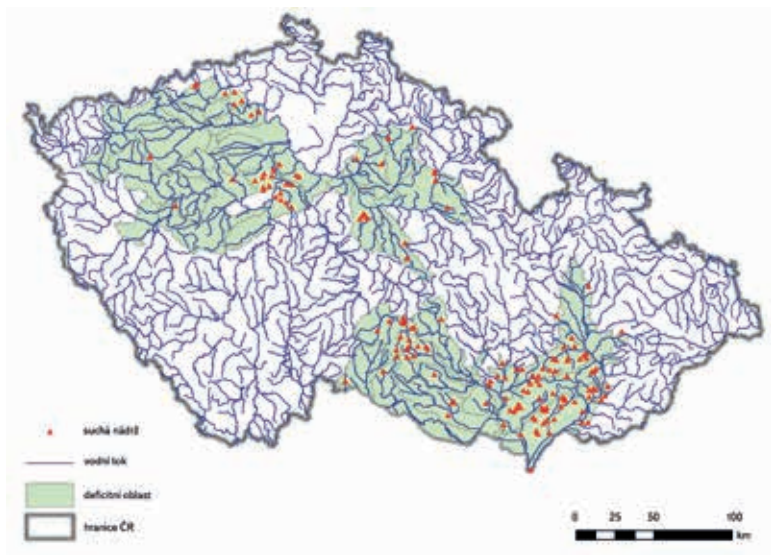 suchá nádrž
vodní tok
deficitní oblast
hranice ČR
0 25 50 100
km